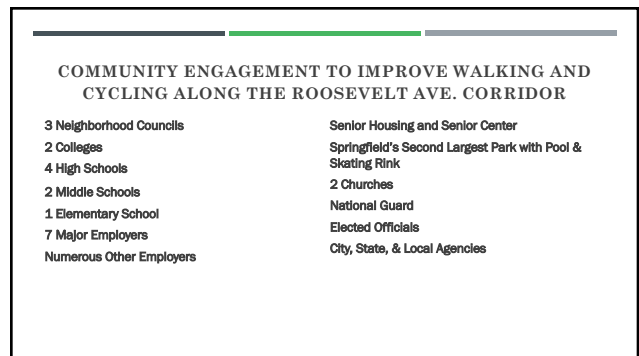 COMMUNITY ENGAGEMENT TO IMPROVE WALKING AND
CYCLING ALONG THE ROOSEVELT AVE. CORRIDOR
3 Neighborhood Councils
2 Colleges
4 High Schools
2 Middle Schools
1 Elementary School
7 Major Employers
Numerous Other Employers
Senior Housing and Senior Center
Springfield's Second Largest Park with Pool &
Skating Rink
2 Churches
National Guard
Elected Officials
City, State, & Local Agencies